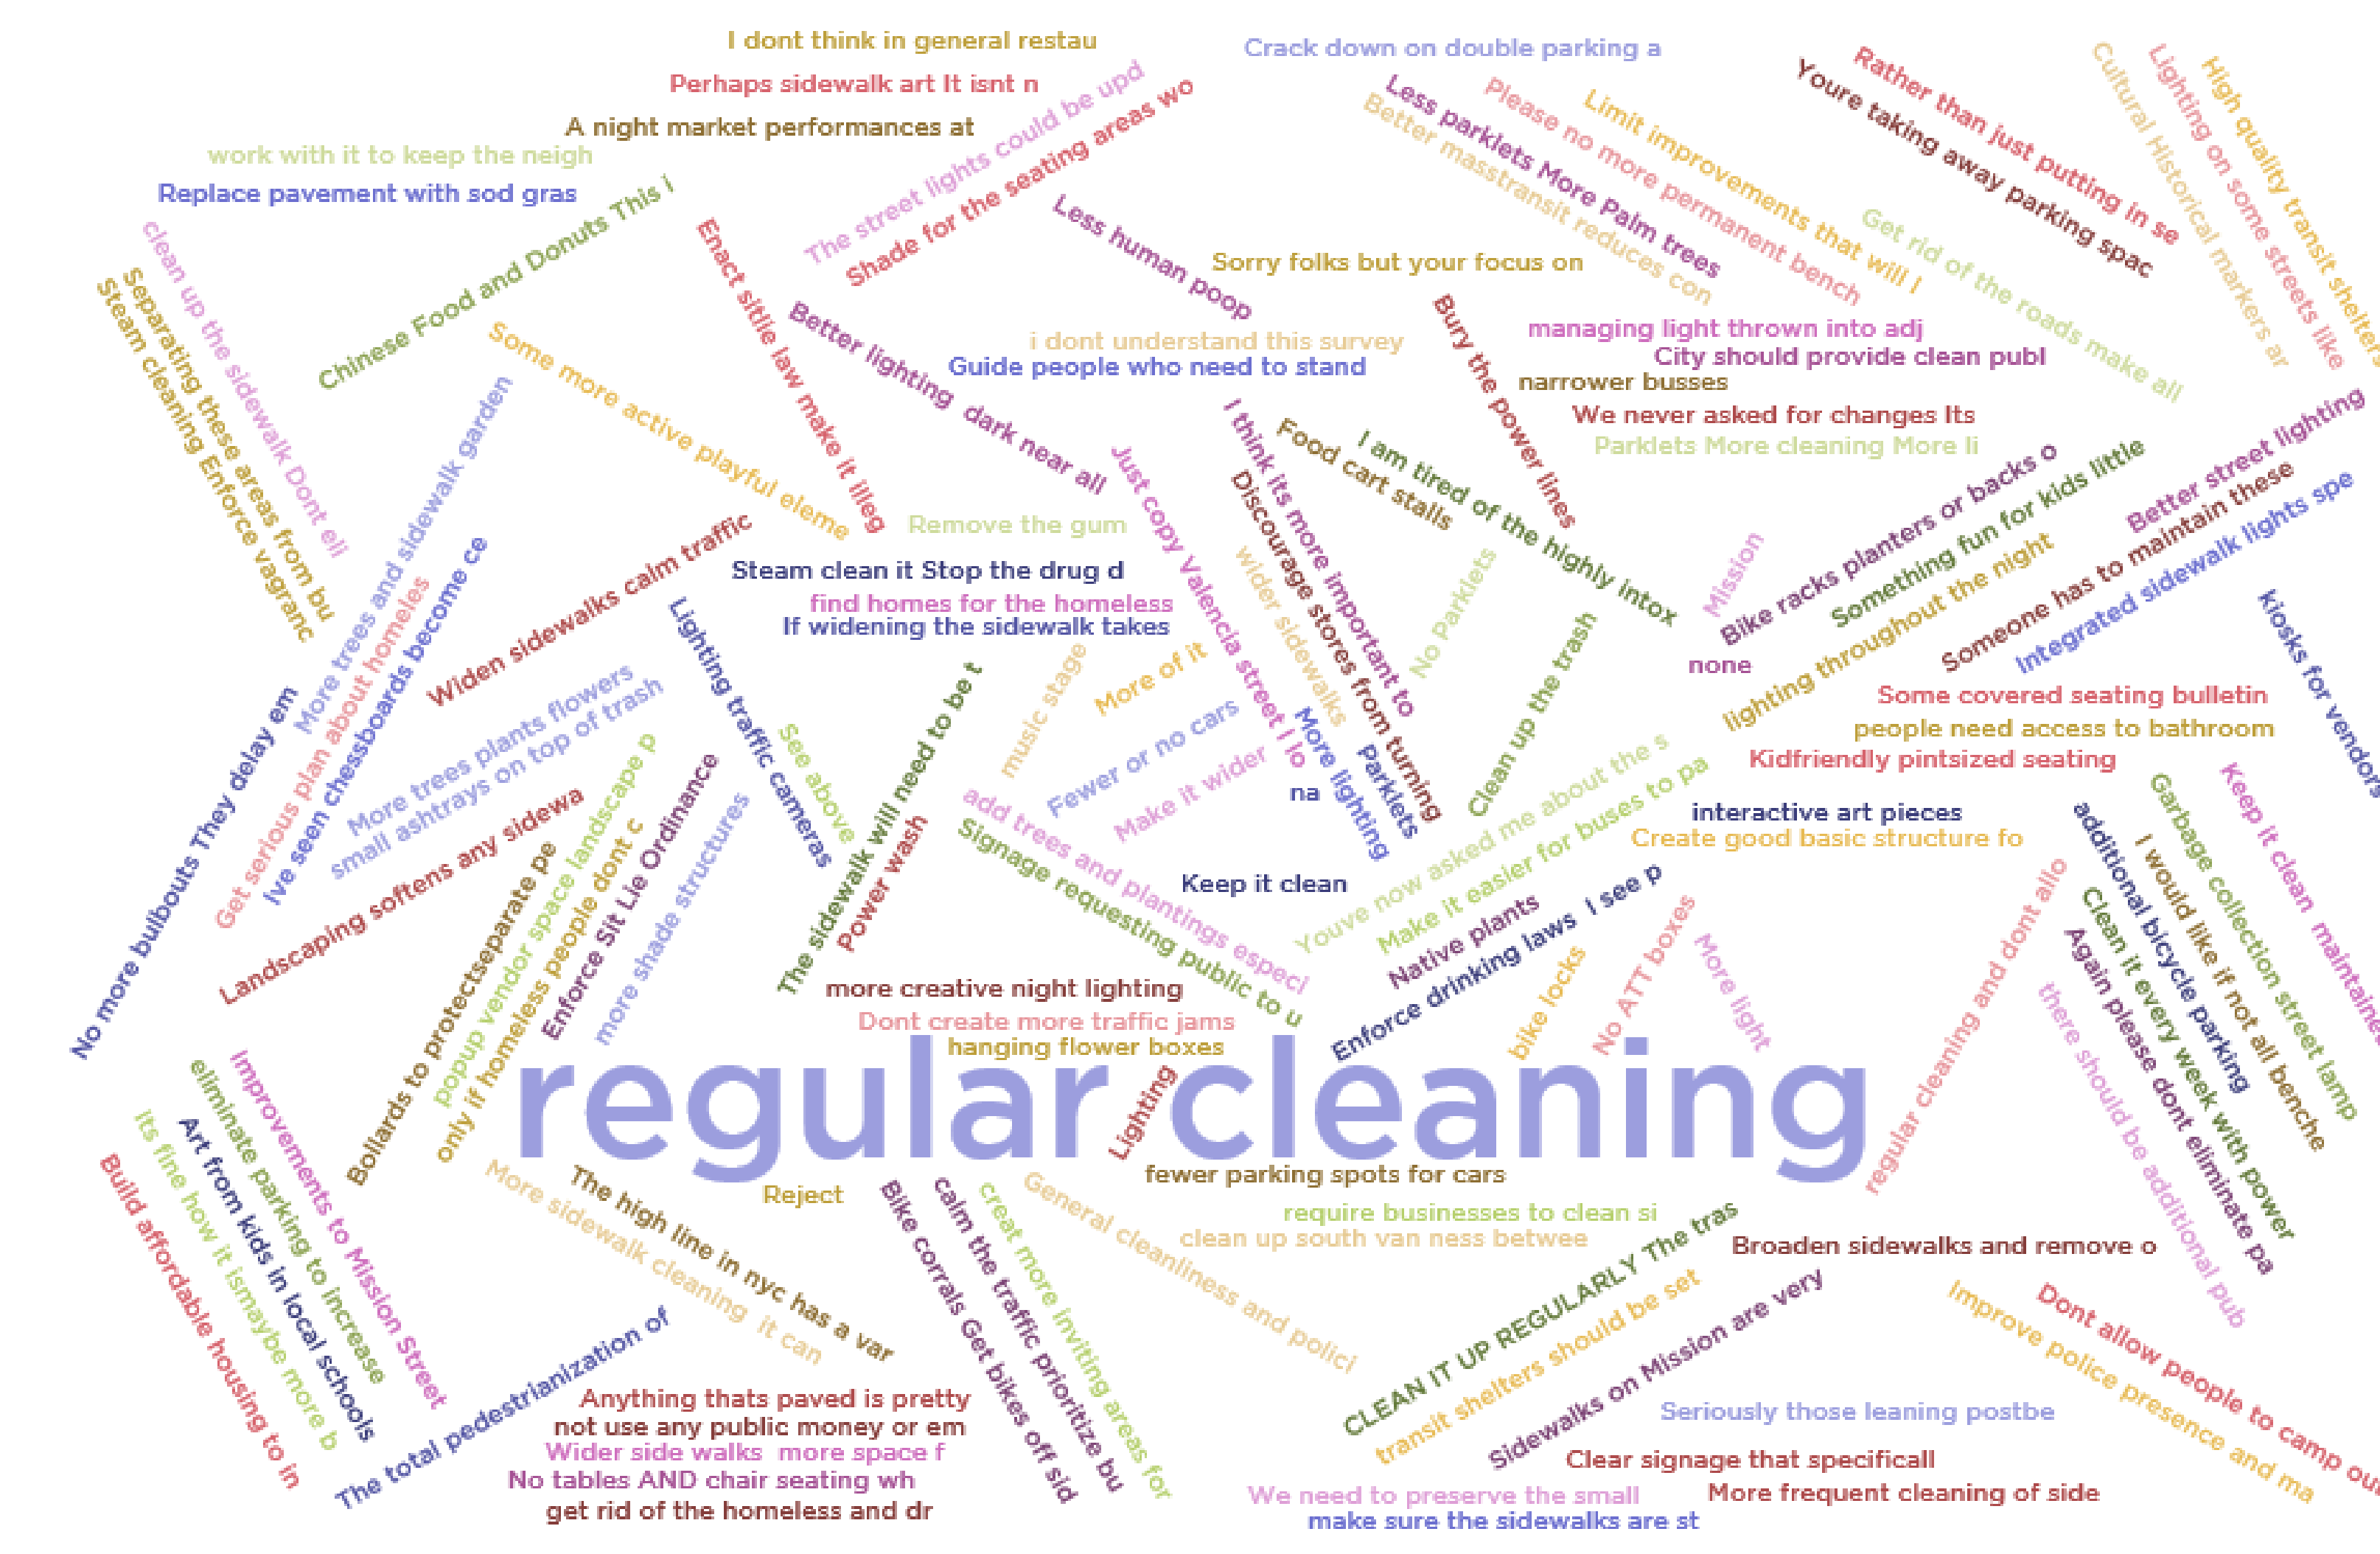 I dont think in general restau
Crack down on double parking a
Perhaps sidewalk art It isnt n
A night market performances at
work with it to keep the neigh
Replace pavement with sod gras
The street lights could be upd
Shade for the seating areas wo
Less parklets More Palm trees
Better masstransit reduces con
Please no more permanent bench
Limit improvements that will l
Rather than just putting in se
Youre taking away parking spac
Get rid of the roads make all
Cultural Historical markers ar
Lighting on some streets like
High quality transit shelters
clean up the sidewalk Dont eli
Separating these areas from bu
Steam cleaning Enforce vagranc
Chinese Food and Donuts This i
Enact sitlie law make it illeg
Less human poop
Sorry folks but your focus on
Better lighting dark near all
Some more active playful eleme
i dont understand this survey
Guide people who need to stand
Bury the power lines
managing light thrown into adj
City should provide clean publ
narrower busses
We never asked for changes Its
Parklets More cleaning More li
More trees and sidewalk garden
Get serious plan about homeles
Ive seen chessboards become ce
Widen sidewalks calm traffic
Remove the gum
Steam clean it Stop the drug d
find homes for the homeless
If widening the sidewalk takes
Just copy Valencia street i lo
I think its more important to
Discourage stores from turning
Food cart stalls
I am tired of the highly intox
wider sidewalks
No Parklets
Mission
none
Bike racks planters or backs o
Something fun for kids little
lighting throughout the night
Better street lighting
Someone has to maintain these
Integrated sidewalk lights spe
kiosks for vendors
Some covered seating bulletin
people need access to bathroom
Kidfriendly pintsized seating
No more bulbouts They delay em
More trees plants flowers
small ashtrays on top of trash
Landscaping softens any sidewa
Lighting traffic cameras
See above
The sidewalk will need to be t
Power wash
music stage
More of it
Fewer or no cars
Make it wider
na
More lighting
Parklets
Clean up the trash
Bollards to protectseparate pe
popup vendor space landscape p
only if homeless people dont c
Enforce Sit Lie Ordinance
more shade structures
add trees and plantings especi
Signage requesting public to u
Keep it clean
Youve now asked me about the s
Make it easier for buses to pa
Native plants
Enforce drinking laws I see p
interactive art pieces
Create good basic structure fo
bike locks
No ATT boxes
More light
regular cleaning and dont allo
additional bicycle parking
I would like if not all benche
Garbage collection street lamp
Keep it clean maintaine
Clean it every week with power
Again please dont eliminate pa
there should be additional pub
more creative night lighting
Dont create more traffic jams
hanging flower boxes
regular cleaning
Lighting
fewer parking spots for cars
Improvements to Mission Street
eliminate parking to increase
Art from kids in local schools
its fine how it ismaybe more b
Build affordable housing to in
The high line in nyc has a var
More sidewalk cleaning it can
Reject
Bike corrals Get bikes off sid
calm the traffic prioritize bu
creat more inviting areas for
General cleanliness and polici
require businesses to clean si
clean up south van ness betwee
CLEAN IT UP REGULARLY The tras
transit shelters should be set
Sidewalks on Mission are very
Broaden sidewalks and remove o
Dont allow people to camp ou
Improve police presence and ma
The total pedestrianization of
Anything thats paved is pretty
not use any public money or em
Wider side walks more space f
No tables AND chair seating wh
get rid of the homeless and dr
Seriously those leaning postbe
Clear signage that specificall
We need to preserve the small
More frequent cleaning of side
make sure the sidewalks are st